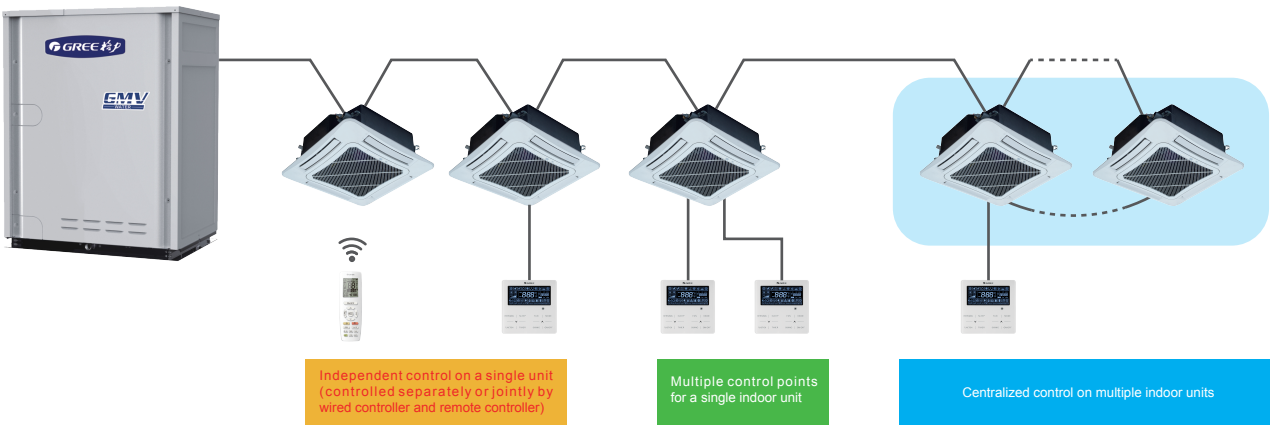 GREE 格力
GMV
WATER
Independent control on a single unit
(controlled separately or jointly by
wired controller and remote controller)
Multiple control points
for a single indoor unit
Centralized control on multiple indoor units